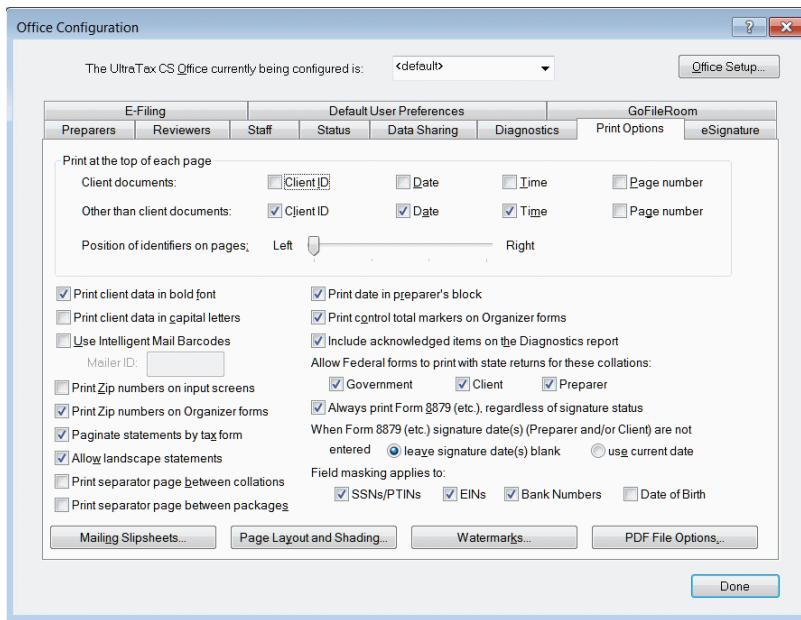 Office Configuration
The UltraTax CS Office currently being configured is: <default> Office Setup...
E-Filing Default User Preferences GoFileRoom
Preparers Reviewers Staff Status Data Sharing Diagnostics Print Options eSignature
Print at the top of each page
Client documents: Client ID Date Time Page number
Other than client documents: Client ID Date Time Page number
Position of identifiers on pages: Left Right
Print client data in bold font
Print client data in capital letters
Use Intelligent Mail Barcodes
Mailer ID:
Print Zip numbers on input screens
Print Zip numbers on Organizer forms
Paginate statements by tax form
Allow landscape statements
Print separator page between collations
Print separator page between packages
Print date in preparer's block
Print control total markers on Organizer forms
Include acknowledged items on the Diagnostics report
Allow Federal forms to print with state returns for these collations:
Government Client Preparer
Always print Form 8879 (etc.), regardless of signature status
When Form 8879 (etc.) signature date(s) (Preparer and/or Client) are not
entered leave signature date(s) blank use current date
Field masking applies to:
SSNs/PTINs EINs Bank Numbers Date of Birth
Mailing Slipsheets... Page Layout and Shading... Watermarks... PDF File Options...
Done